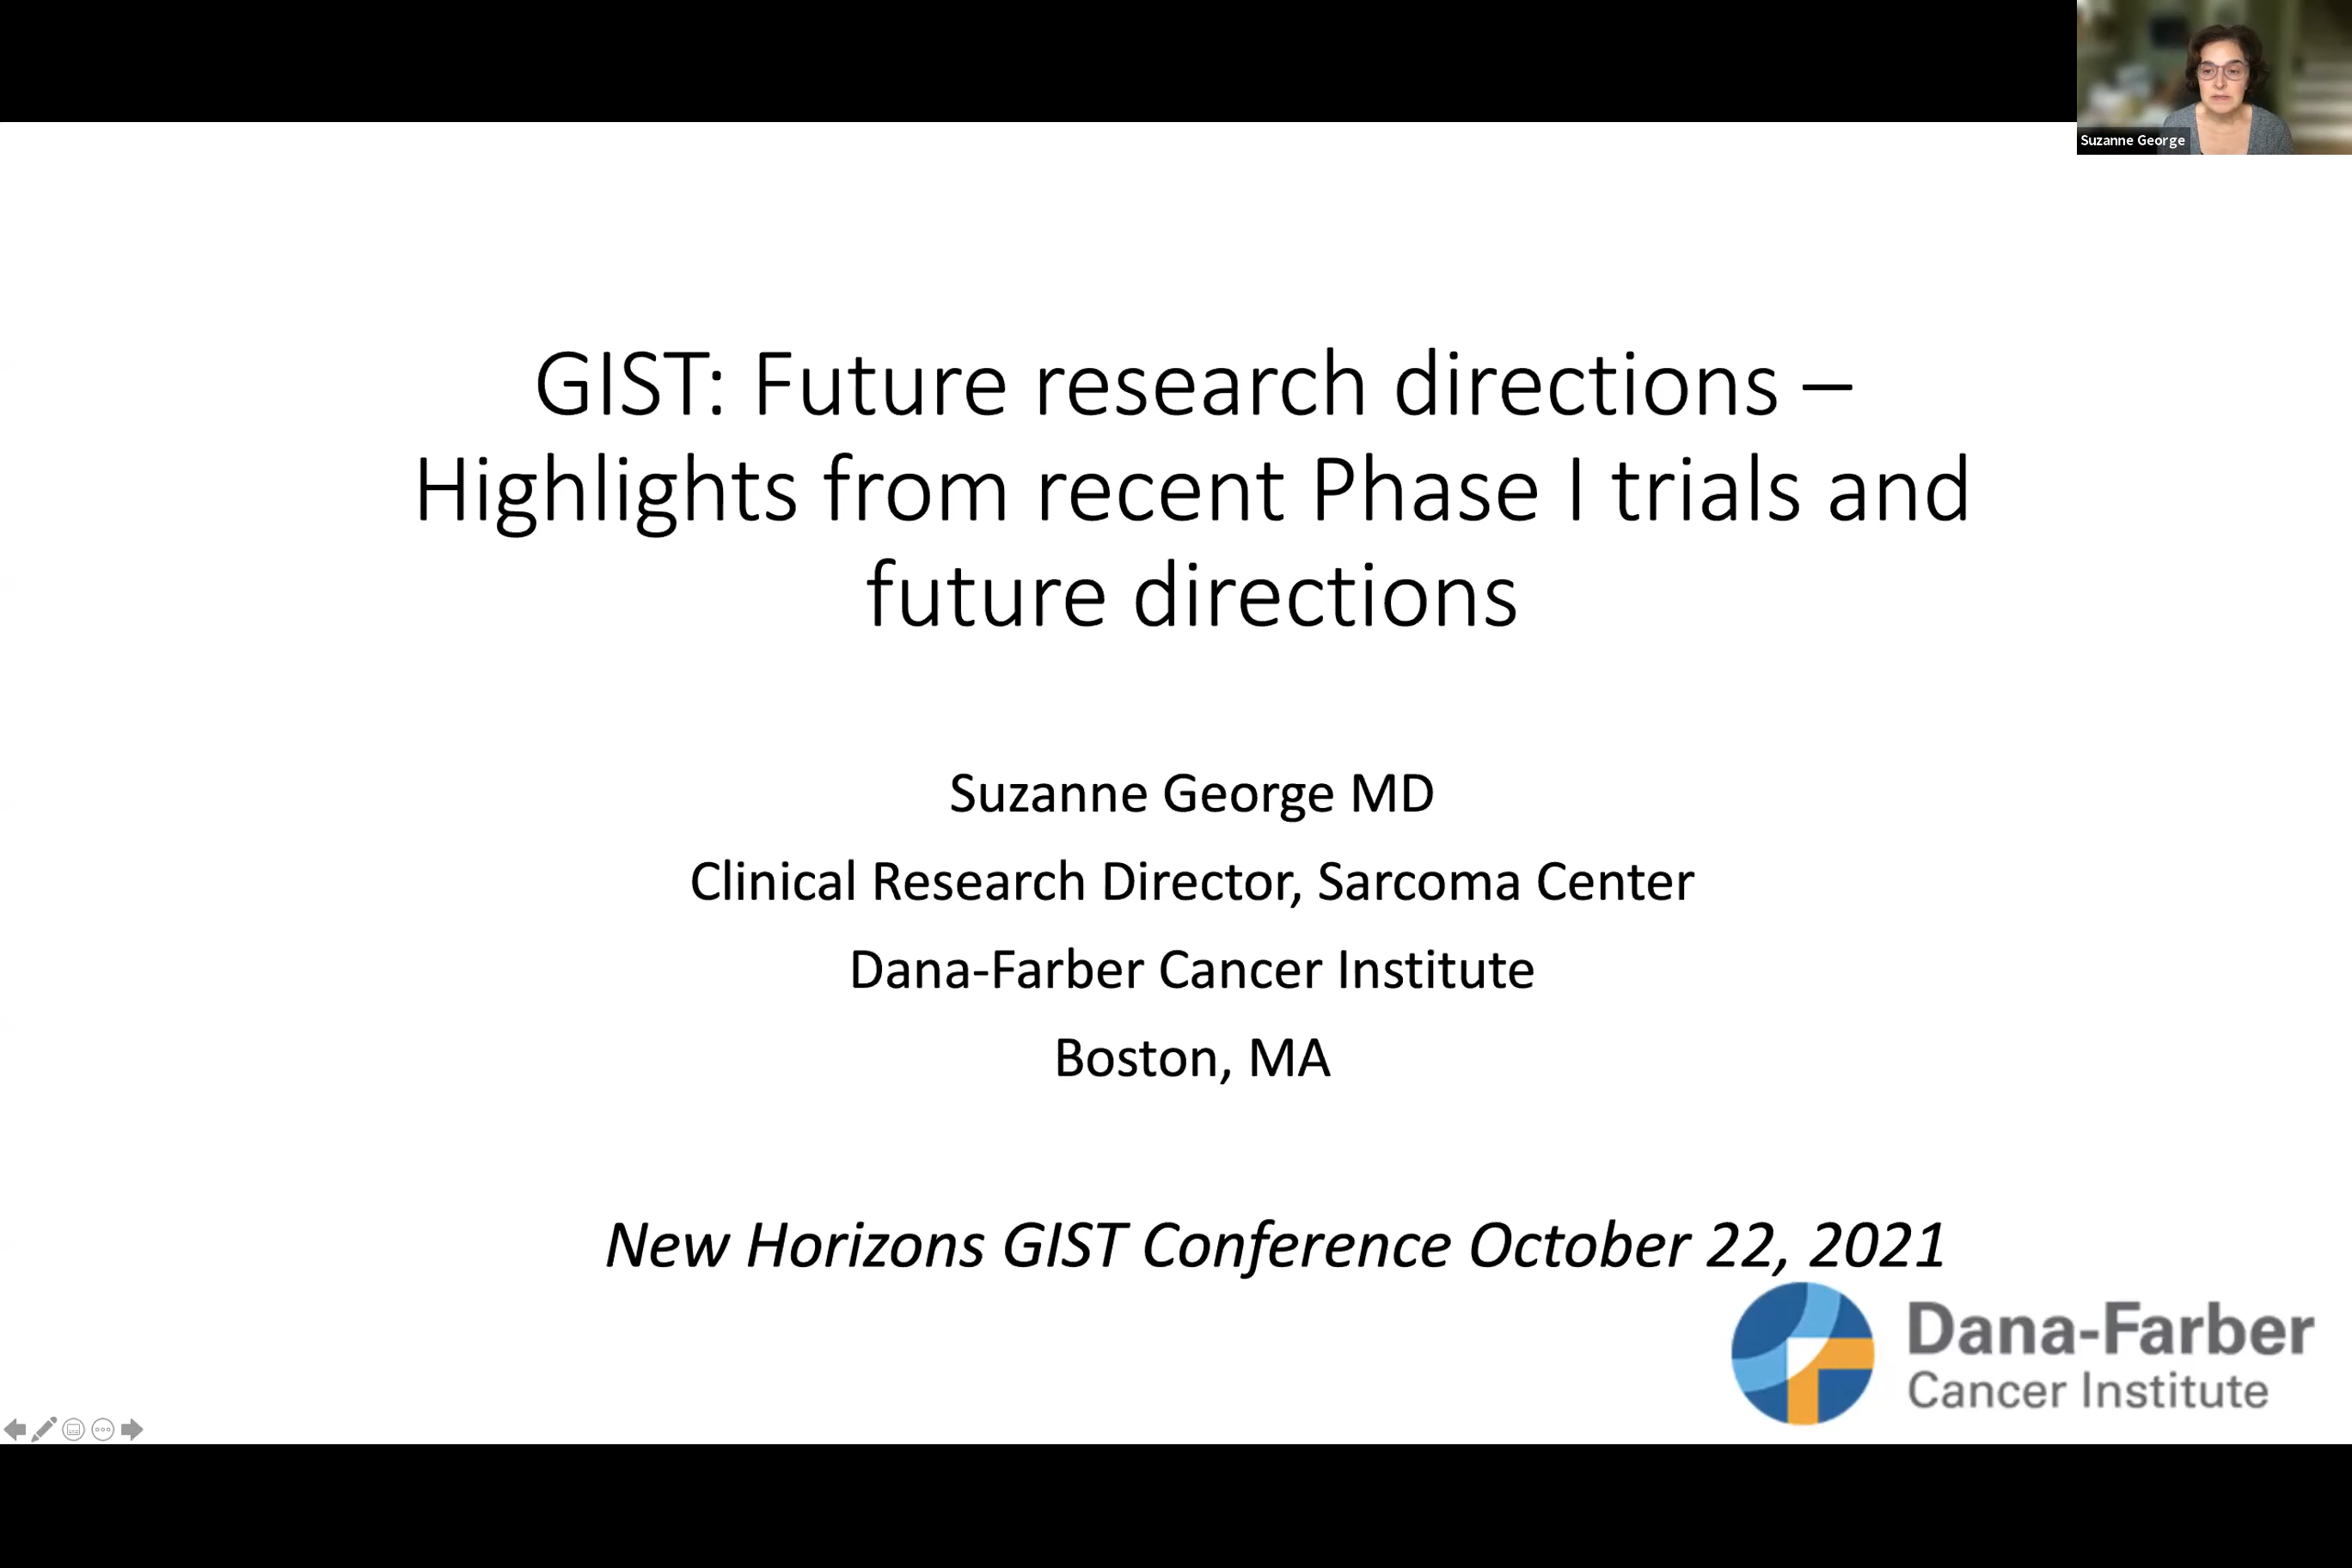 Suzanne George
GIST: Future research directions –
Highlights from recent Phase I trials and
future directions
Suzanne George MD
Clinical Research Director, Sarcoma Center
Dana-Farber Cancer Institute
Boston, MA
New Horizons GIST Conference October 22, 2021
Dana-Farber
Cancer Institute